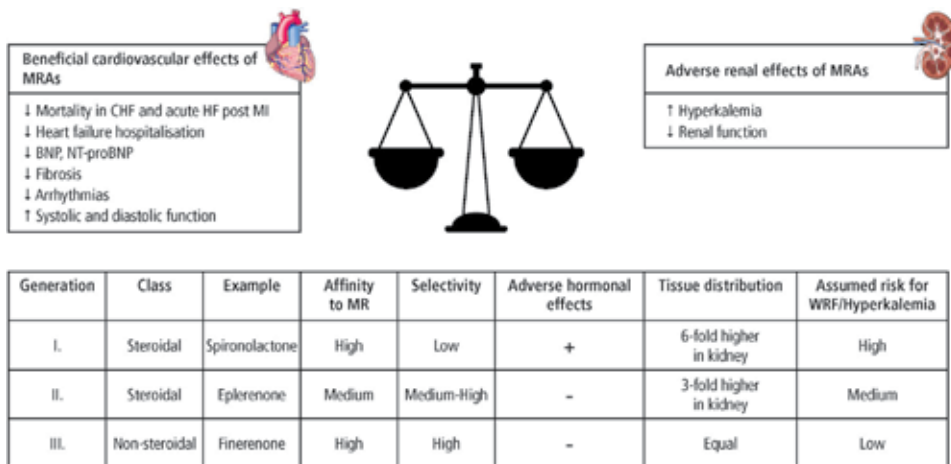 Beneficial cardiovascular effects of
MRAs
↓ Mortality in CHF and acute HF post MI
↓ Heart failure hospitalisation
↓ BNP, NT-proBNP
↓ Fibrosis
↓ Arrhythmias
↑ Systolic and diastolic function
Adverse renal effects of MRAs
↑ Hyperkalemia
↓ Renal function
Generation Class Example Affinity to MR Selectivity Adverse hormonal effects Tissue distribution Assumed risk for WRF/Hyperkalemia
I. Steroidal Spironolactone High Low + 6-fold higher in kidney High
II. Steroidal Eplerenone Medium Medium-High - 3-fold higher in kidney Medium
III. Non-steroidal Finerenone High High - Equal Low